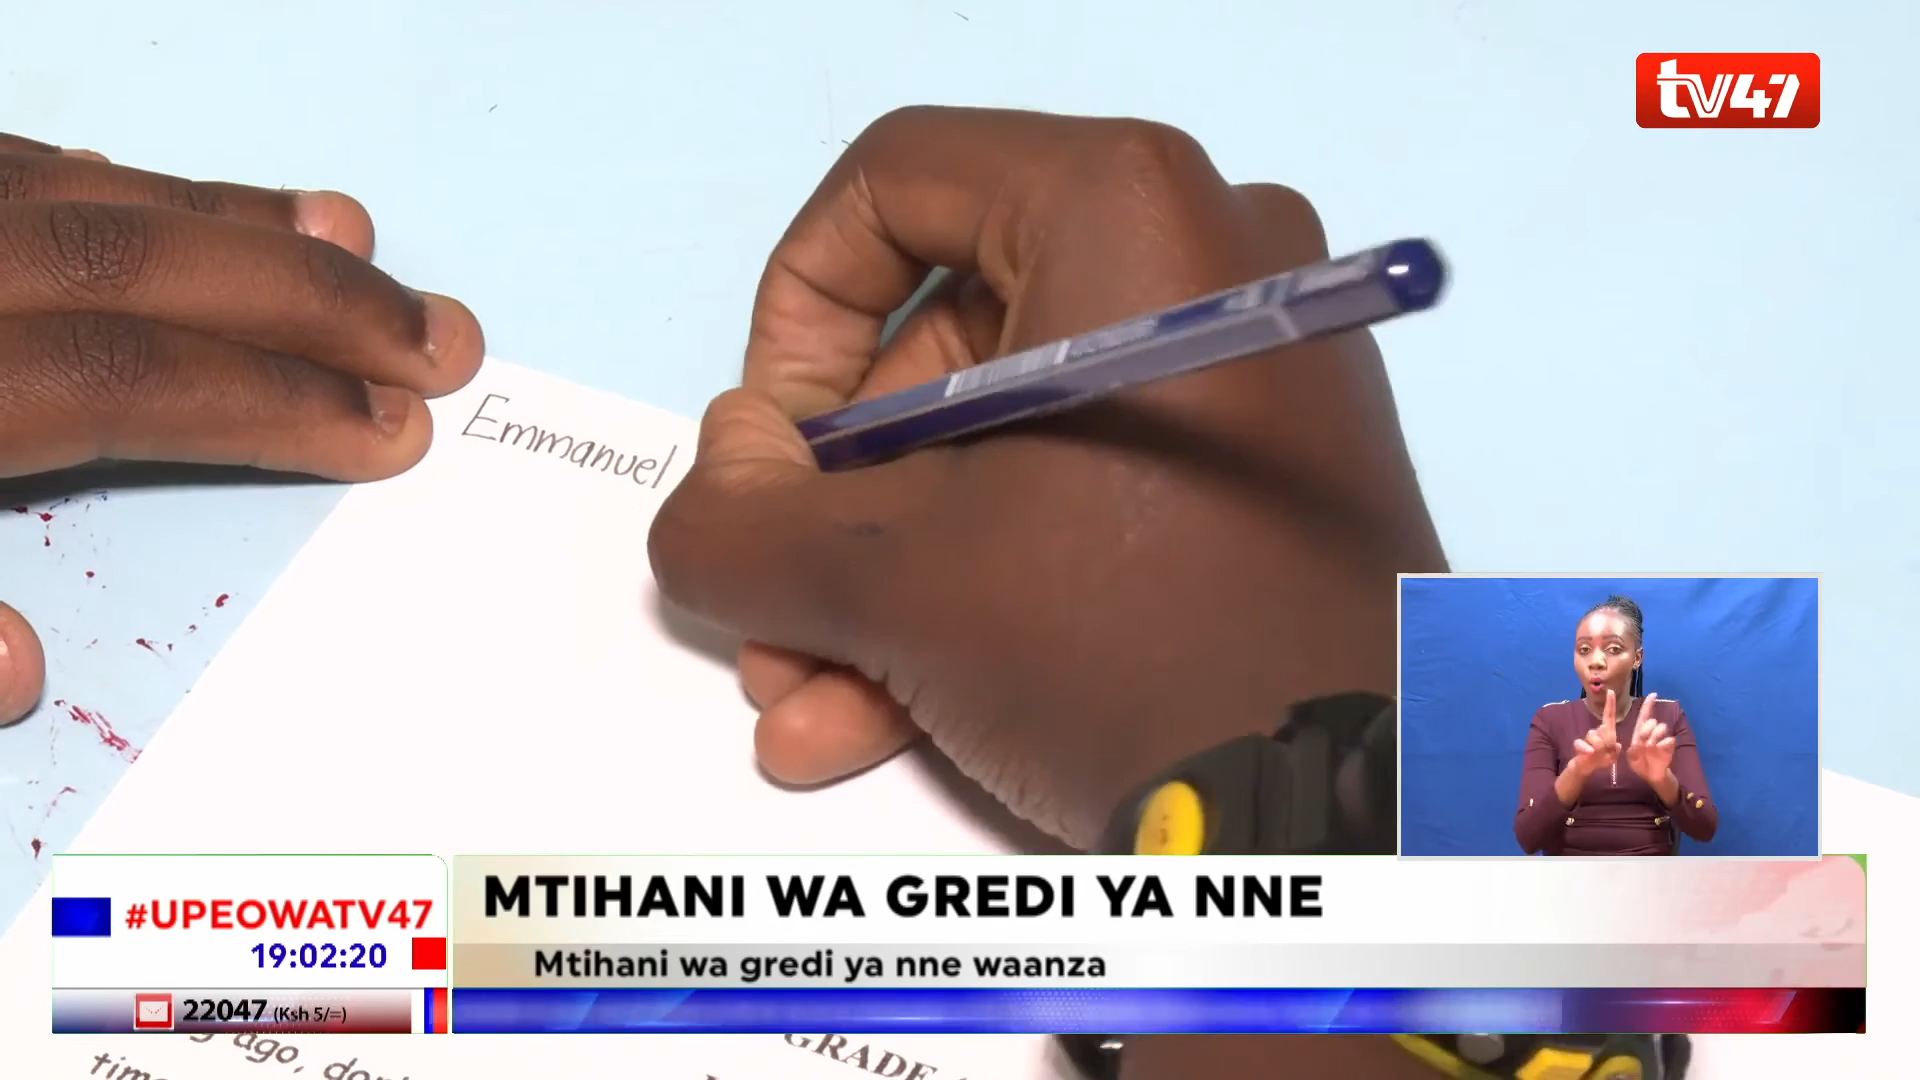 tv47
Emmanuel
MTIHANI WA GREDI YA NNE
Mtihani wa gredi ya nne waanza
#UPEOWATV47
19:02:20
22047 (Ksh 5/=)
ago,
GRADE